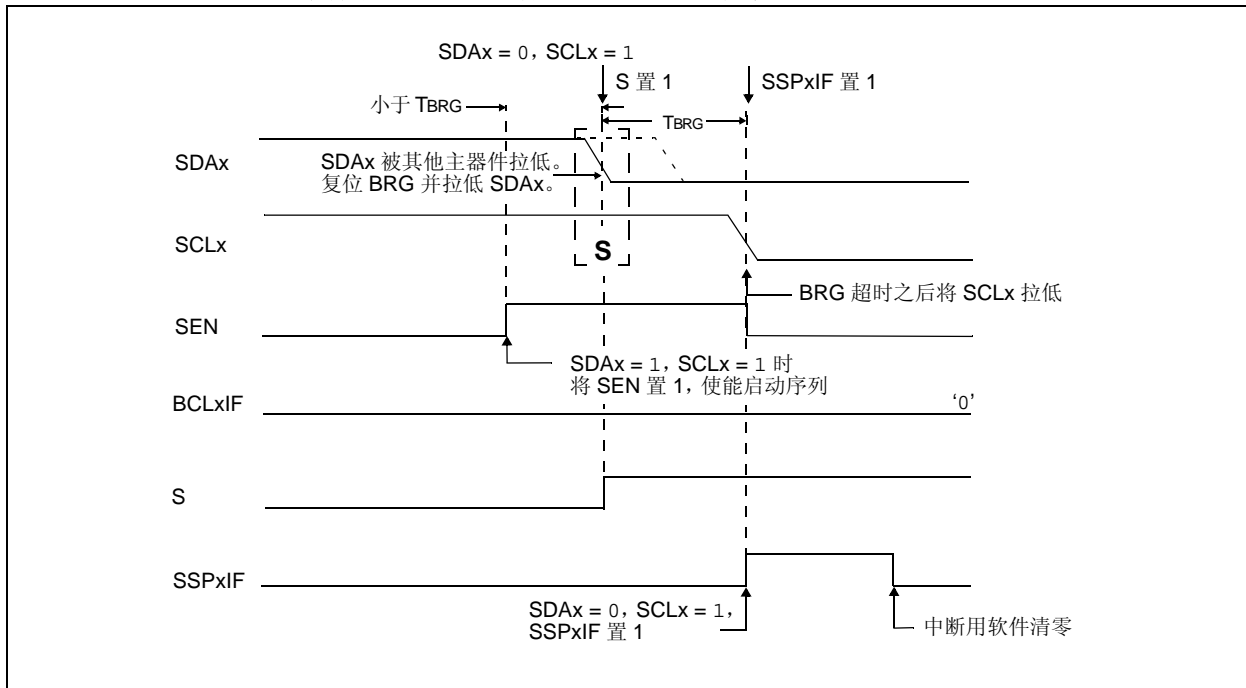 SDAx = 0, SCLx = 1
S 置 1
SSPxIF 置 1
小于 TBRG
TBRG
SDAx
SDAx 被其他主器件拉低。
复位 BRG 并拉低 SDAx。
SCLx
S
BRG 超时之后将 SCLx 拉低
SEN
SDAx = 1, SCLx = 1 时
将 SEN 置 1, 使能启动序列
BCLxIF
‘0’
S
SSPxIF
SDAx = 0, SCLx = 1,
SSPxIF 置 1
中断用软件清零